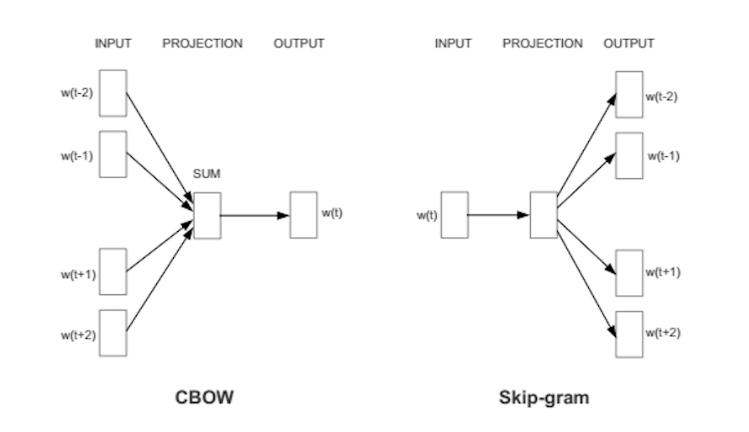 INPUT PROJECTION OUTPUT
w(t-2)
w(t-1)
SUM
w(t)
w(t+1)
w(t+2)
CBOW
INPUT PROJECTION OUTPUT
w(t-2)
w(t-1)
w(t)
w(t+1)
w(t+2)
Skip-gram